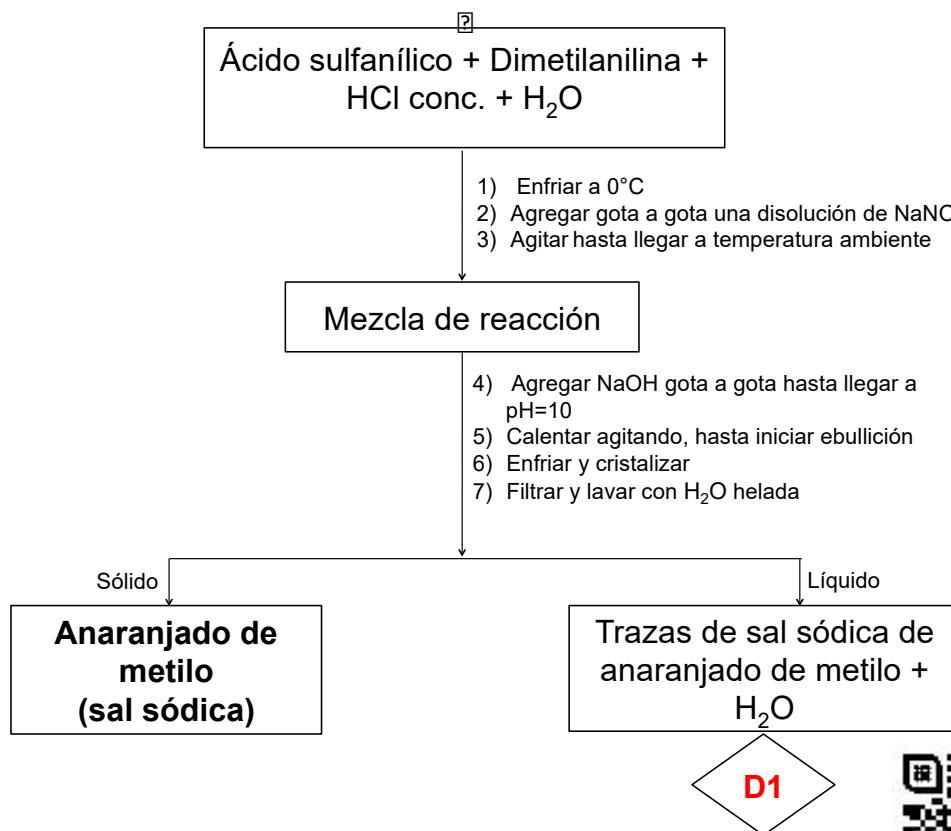 Ácido sulfanílico + Dimetilanilina +
HCl conc. + H₂O
1) Enfriar a 0°C
2) Agregar gota a gota una disolución de NaNO
3) Agitar hasta llegar a temperatura ambiente
Mezcla de reacción
4) Agregar NaOH gota a gota hasta llegar a
pH=10
5) Calentar agitando, hasta iniciar ebullición
6) Enfriar y cristalizar
7) Filtrar y lavar con H₂O helada
Sólido
Líquido
Anaranjado de
metilo
(sal sódica)
Trazas de sal sódica de
anaranjado de metilo +
H₂O
D1